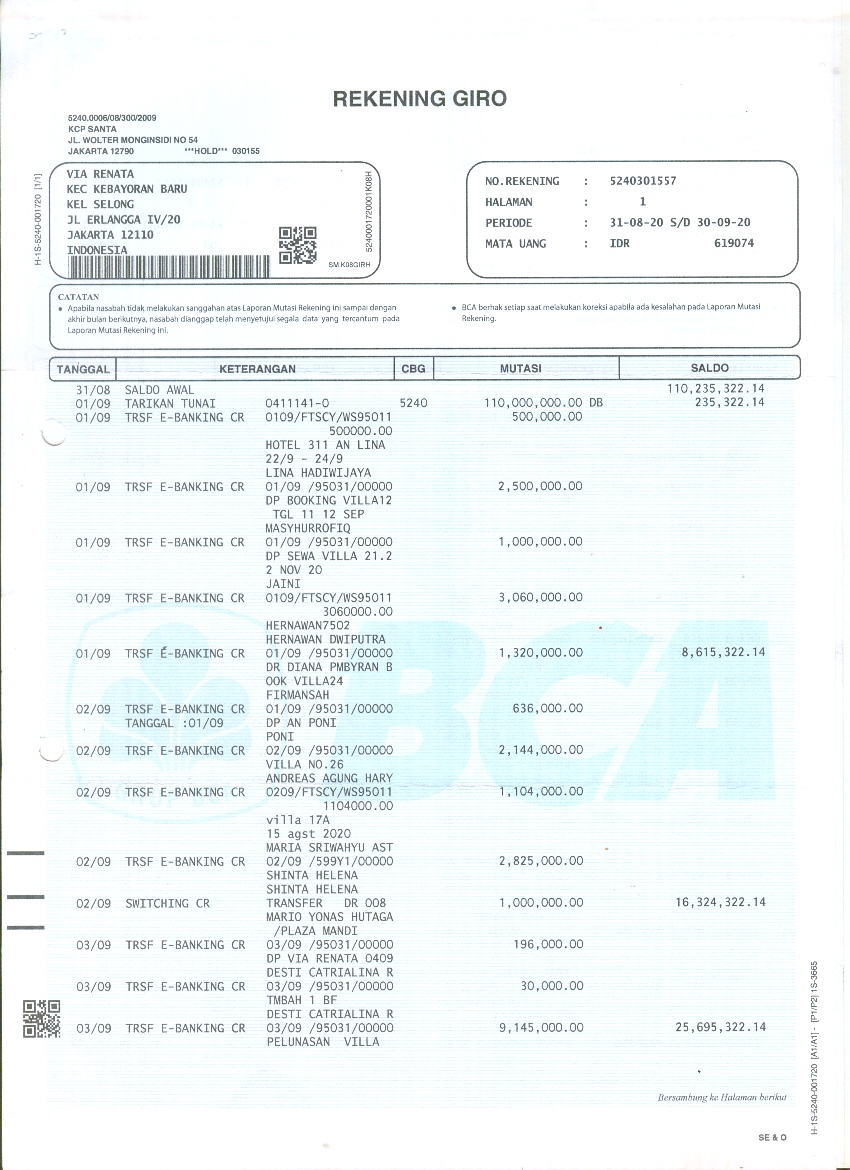 REKENING GIRO
5240.0006/08/300/2009
KCP SANTA
JL. WOLTER MONGINSIDI NO 54
JAKARTA 12790 ***HOLD*** 030155
H-1S-5240-001720 [1/1]
VIA RENATA
KEC KEBAYORAN BARU
KEL SELONG
JL ERLANGGA IV/20
JAKARTA 12110
INDONESIA
SM K08GIRH
5240001720001K08H
NO.REKENING : 5240301557
HALAMAN : 1
PERIODE : 31-08-20 S/D 30-09-20
MATA UANG : IDR 619074
CATATAN
• Apabila nasabah tidak melakukan sanggahan atas Laporan Mutasi Rekening ini sampai dengan
akhir bulan berikutnya, nasabah dianggap telah menyetujui segala data yang tercantum pada
Laporan Mutasi Rekening ini.
• BCA berhak setiap saat melakukan koreksi apabila ada kesalahan pada Laporan Mutasi
Rekening.
TANGGAL KETERANGAN CBG MUTASI SALDO
31/08 SALDO AWAL 110,235,322.14
01/09 TARIKAN TUNAI 0411141-0 5240 110,000,000.00 DB 235,322.14
01/09 TRSF E-BANKING CR 0109/FTSCY/WS95011 500,000.00
500000.00
HOTEL 311 AN LINA
22/9 - 24/9
LINA HADIWIJAYA
01/09 TRSF E-BANKING CR 01/09 /95031/00000 2,500,000.00
DP BOOKING VILLA12
TGL 11 12 SEP
MASYHURROFIQ
01/09 TRSF E-BANKING CR 01/09 /95031/00000 1,000,000.00
DP SEWA VILLA 21.2
2 NOV 20
JAINI
01/09 TRSF E-BANKING CR 0109/FTSCY/WS95011 3,060,000.00
3060000.00
HERNAWAN7502
HERNAWAN DWIPUTRA
01/09 TRSF E-BANKING CR 01/09 /95031/00000 1,320,000.00 8,615,322.14
DR DIANA PMBYRAN B
OOK VILLA24
FIRMANSAH
02/09 TRSF E-BANKING CR 01/09 /95031/00000 636,000.00
TANGGAL :01/09 DP AN PONI
PONI
02/09 TRSF E-BANKING CR 02/09 /95031/00000 2,144,000.00
VILLA NO.26
ANDREAS AGUNG HARY
02/09 TRSF E-BANKING CR 0209/FTSCY/WS95011 1,104,000.00
1104000.00
villa 17A
15 agst 2020
MARIA SRIWAHYU AST
02/09 TRSF E-BANKING CR 02/09 /599Y1/00000 2,825,000.00
SHINTA HELENA
SHINTA HELENA
02/09 SWITCHING CR TRANSFER DR 008 1,000,000.00 16,324,322.14
MARIO YONAS HUTAGA
/PLAZA MANDI
03/09 TRSF E-BANKING CR 03/09 /95031/00000 196,000.00
DP VIA RENATA 0409
DESTI CATRIALINA R
03/09 TRSF E-BANKING CR 03/09 /95031/00000 30,000.00
TMBAH 1 BF
DESTI CATRIALINA R
03/09 TRSF E-BANKING CR 03/09 /95031/00000 9,145,000.00 25,695,322.14
PELUNASAN VILLA
BCA
Bersambung ke Halaman berikut
SE & O
H-1S-5240-001720 [A1/A1] - [P1/P2] 1S-3665